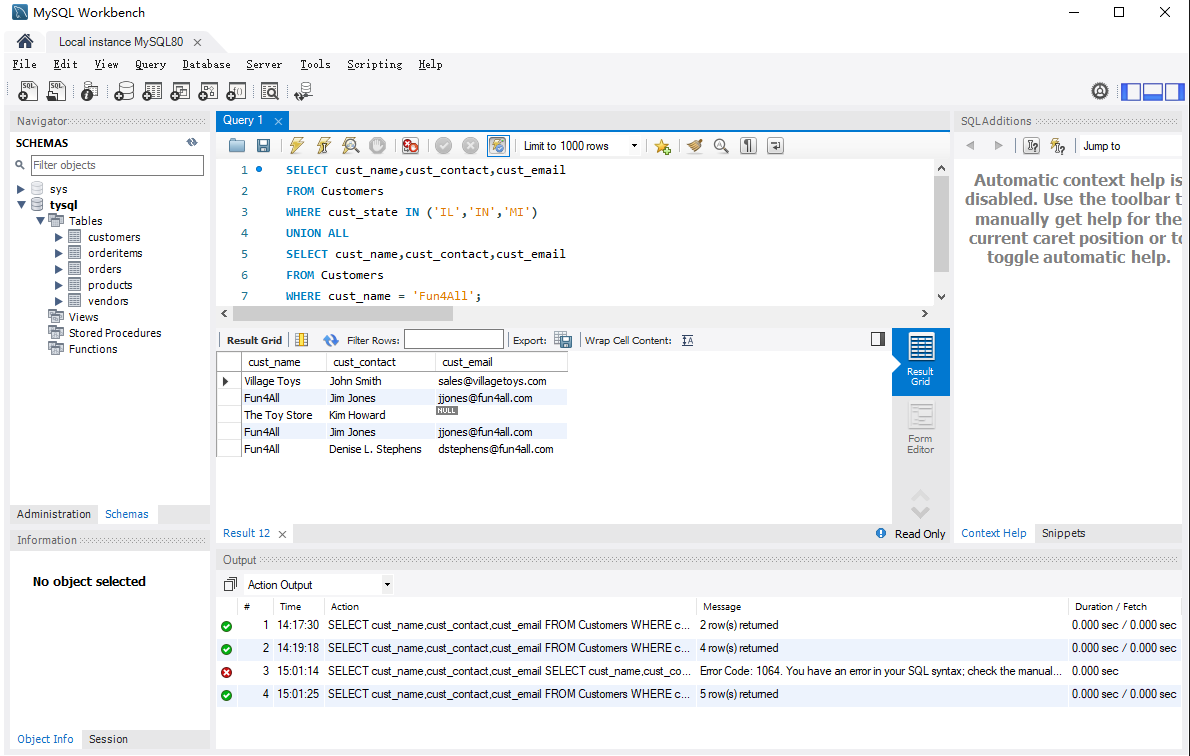 MySQL Workbench
Local instance MySQL80
File Edit View Query Database Server Tools Scripting Help
Navigator
SCHEMAS
Filter objects
sys
tysql
Tables
customers
orderitems
orders
products
vendors
Views
Stored Procedures
Functions
Administration Schemas
Information
No object selected
Object Info Session
Query 1
Limit to 1000 rows
1 SELECT cust_name,cust_contact,cust_email
2 FROM Customers
3 WHERE cust_state IN ('IL','IN','MI')
4 UNION ALL
5 SELECT cust_name,cust_contact,cust_email
6 FROM Customers
7 WHERE cust_name = 'Fun4All';
Result Grid Filter Rows: Export: Wrap Cell Content:
cust_name cust_contact cust_email
Village Toys John Smith sales@villagetoys.com
Fun4All Jim Jones jjones@fun4all.com
The Toy Store Kim Howard NULL
Fun4All Jim Jones jjones@fun4all.com
Fun4All Denise L. Stephens dstephens@fun4all.com
Result
Grid
Form
Editor
Result 12
Read Only
SQLAdditions
Jump to
Automatic context help is
disabled. Use the toolbar t
manually get help for the
current caret position or to
toggle automatic help.
Context Help Snippets
Output
Action Output
# Time Action Message Duration / Fetch
1 14:17:30 SELECT cust_name,cust_contact,cust_email FROM Customers WHERE c... 2 row(s) returned 0.000 sec / 0.000 sec
2 14:19:18 SELECT cust_name,cust_contact,cust_email FROM Customers WHERE c... 4 row(s) returned 0.000 sec / 0.000 sec
3 15:01:14 SELECT cust_name,cust_contact,cust_email SELECT cust_name,cust_co... Error Code: 1064. You have an error in your SQL syntax; check the manual... 0.000 sec
4 15:01:25 SELECT cust_name,cust_contact,cust_email FROM Customers WHERE c... 5 row(s) returned 0.000 sec / 0.000 sec